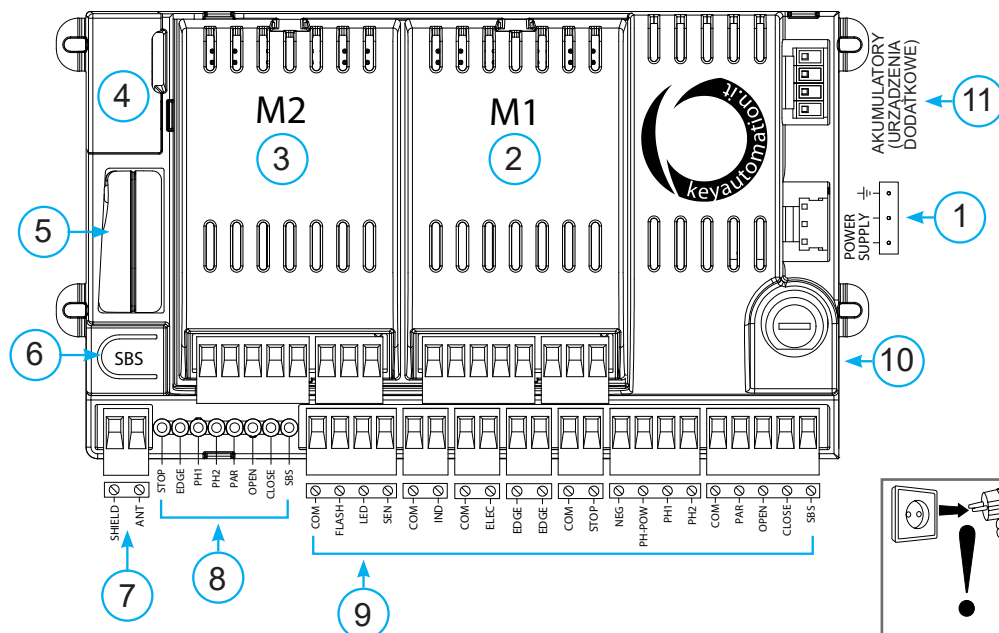 4
M2
3
M1
2
keyautomation.it
AKUMULATORY
(URZĄDZENIA
DODATKOWE)
11
5
POWER
SUPPLY
1
6
SBS
10
SHIELD
ANT
STOP
EDGE
PH1
PH2
PAR
OPEN
CLOSE
SBS
COM
FLASH
LED
SEN
COM
IND
COM
ELEC
EDGE
EDGE
COM
STOP
NEG
PH-POW
PH1
PH2
COM
PAR
OPEN
CLOSE
SBS
7
8
9
!